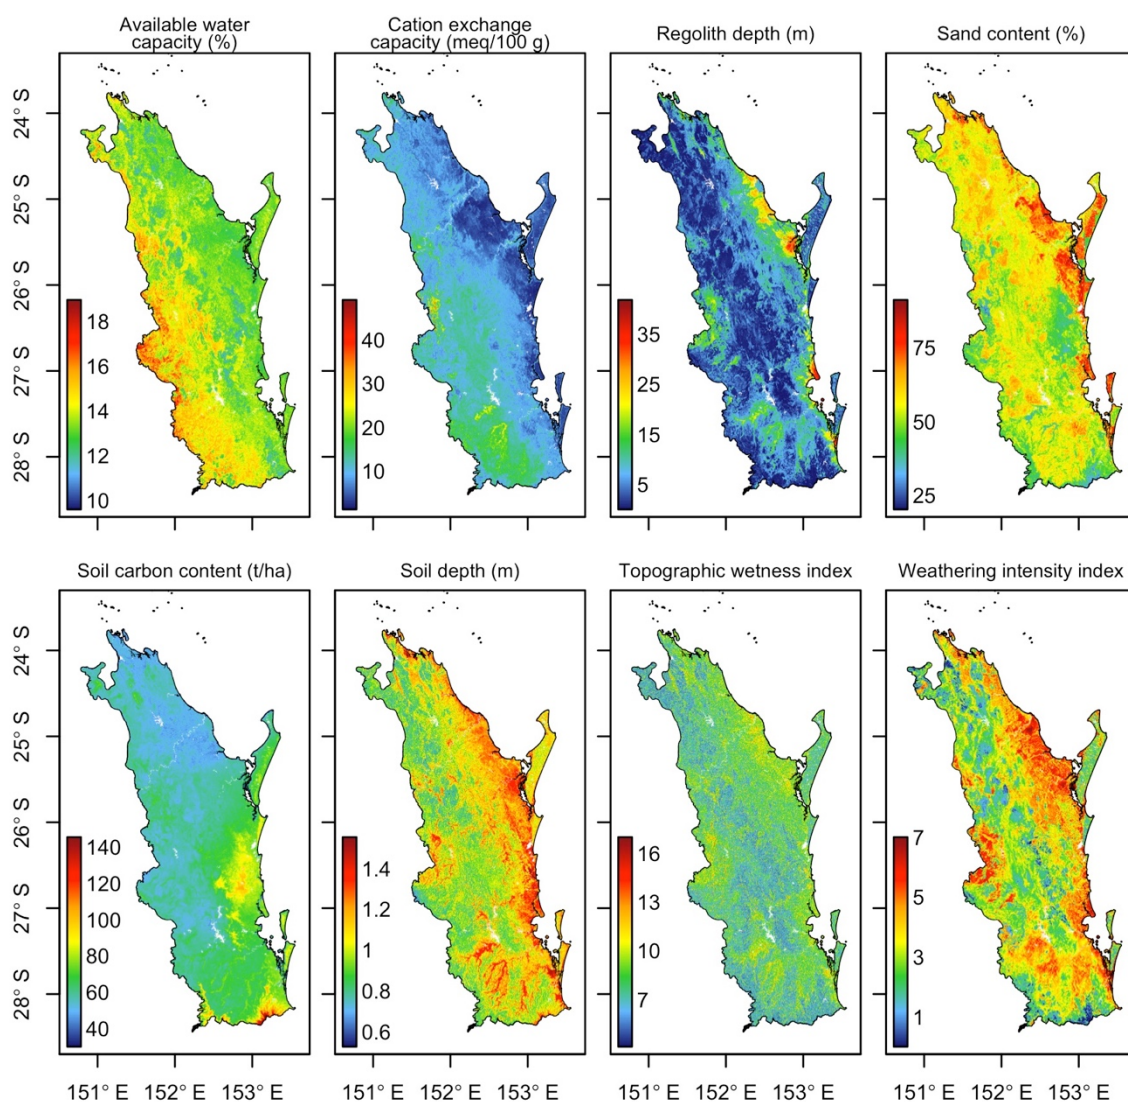 Available water
capacity (%)
Cation exchange
capacity (meq/100 g)
Regolith depth (m)
Sand content (%)
24° S
25° S
26° S
27° S
28° S
18
16
14
12
10
40
30
20
10
35
25
15
5
75
50
25
151° E 152° E 153° E
151° E 152° E 153° E
151° E 152° E 153° E
151° E 152° E 153° E
Soil carbon content (t/ha)
Soil depth (m)
Topographic wetness index
Weathering intensity index
24° S
25° S
26° S
27° S
28° S
140
120
100
80
60
40
1.4
1.2
1
0.8
0.6
16
13
10
7
7
5
3
1